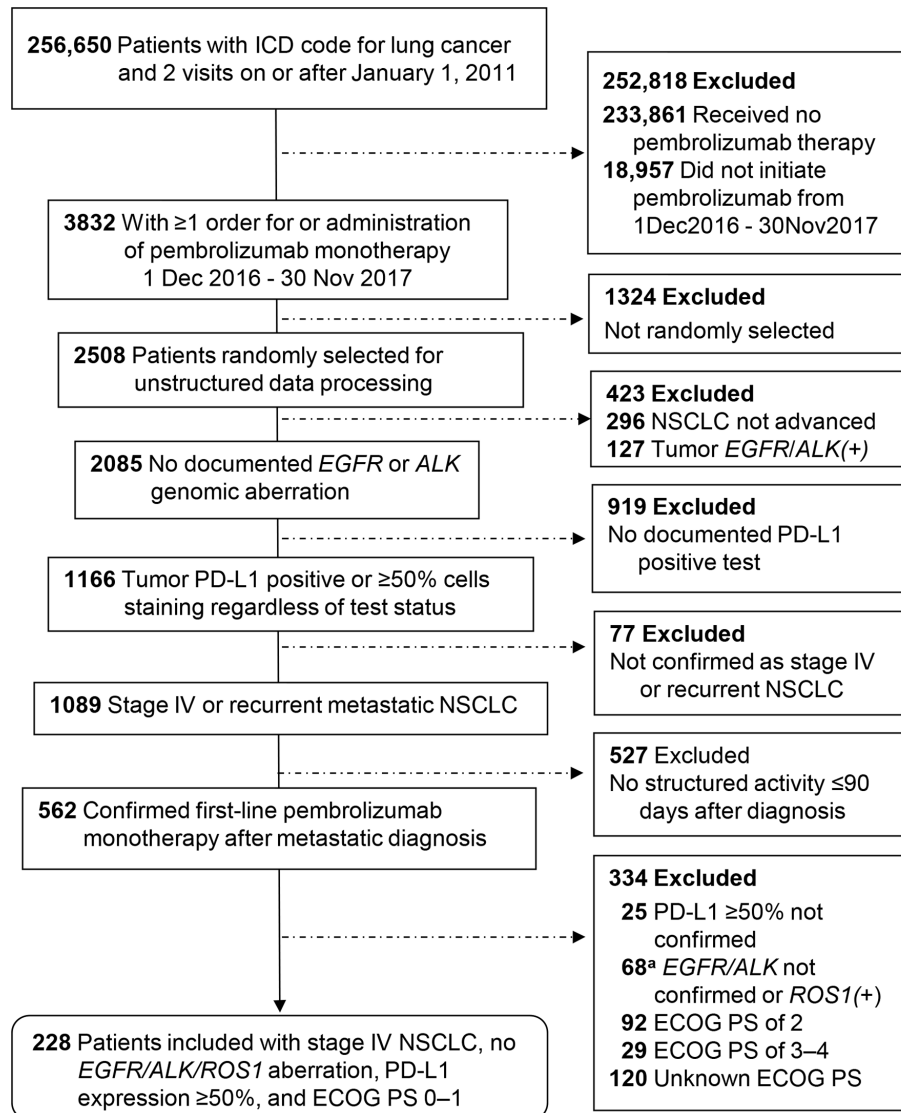 256,650 Patients with ICD code for lung cancer
and 2 visits on or after January 1, 2011
252,818 Excluded
233,861 Received no
pembrolizumab therapy
18,957 Did not initiate
pembrolizumab from
1Dec2016 - 30Nov2017
3832 With ≥1 order for or administration
of pembrolizumab monotherapy
1 Dec 2016 - 30 Nov 2017
1324 Excluded
Not randomly selected
2508 Patients randomly selected for
unstructured data processing
423 Excluded
296 NSCLC not advanced
127 Tumor EGFR/ALK(+)
2085 No documented EGFR or ALK
genomic aberration
919 Excluded
No documented PD-L1
positive test
1166 Tumor PD-L1 positive or ≥50% cells
staining regardless of test status
77 Excluded
Not confirmed as stage IV
or recurrent NSCLC
1089 Stage IV or recurrent metastatic NSCLC
527 Excluded
No structured activity ≤90
days after diagnosis
562 Confirmed first-line pembrolizumab
monotherapy after metastatic diagnosis
334 Excluded
25 PD-L1 ≥50% not
confirmed
68ª EGFR/ALK not
confirmed or ROS1(+)
92 ECOG PS of 2
29 ECOG PS of 3–4
120 Unknown ECOG PS
228 Patients included with stage IV NSCLC, no
EGFR/ALK/ROS1 aberration, PD-L1
expression ≥50%, and ECOG PS 0–1